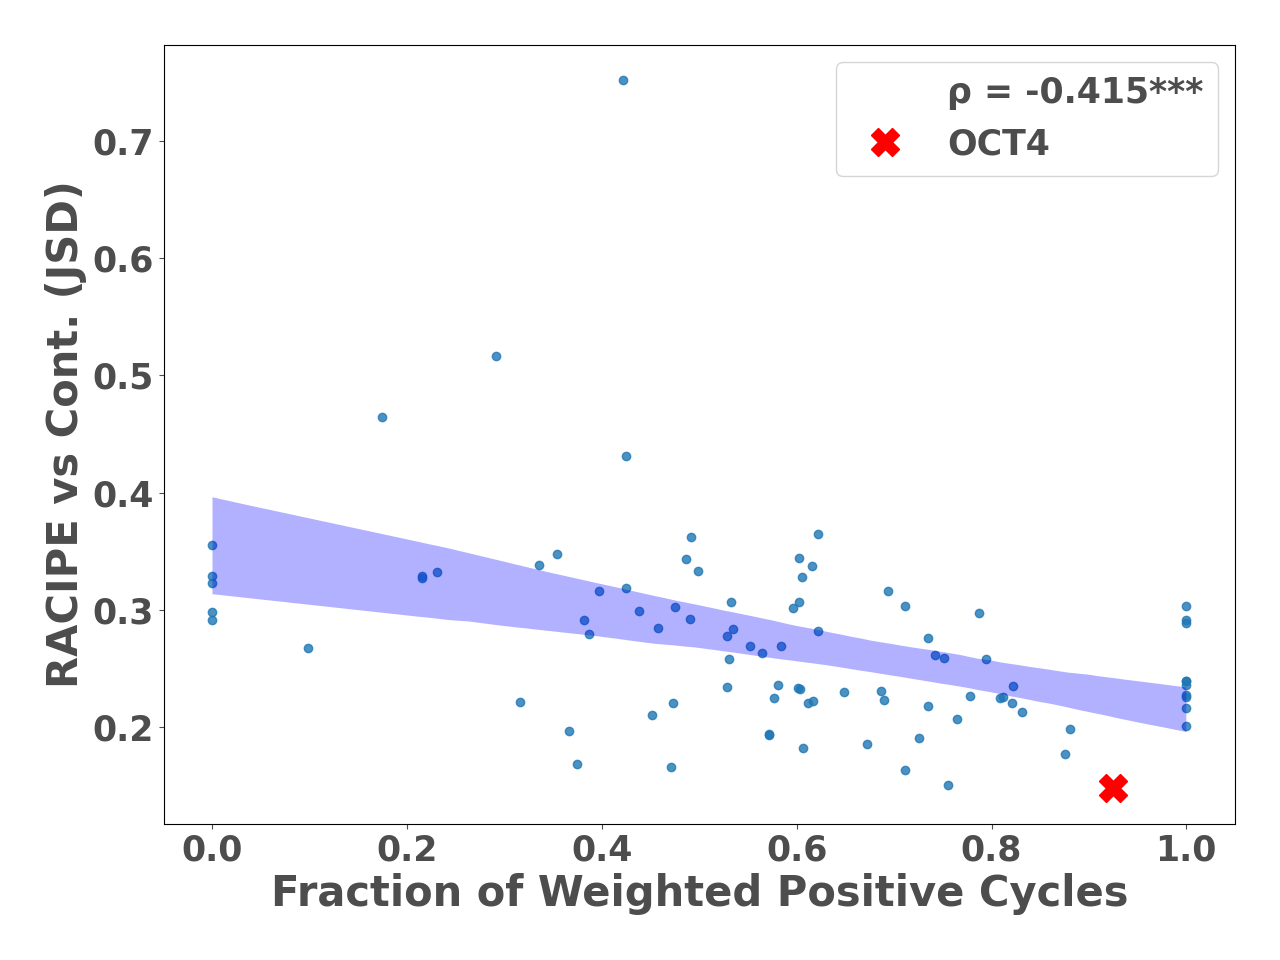 ρ = -0.415***
OCT4
RACIPE vs Cont. (JSD)
0.7
0.6
0.5
0.4
0.3
0.2
0.0 0.2 0.4 0.6 0.8 1.0
Fraction of Weighted Positive Cycles